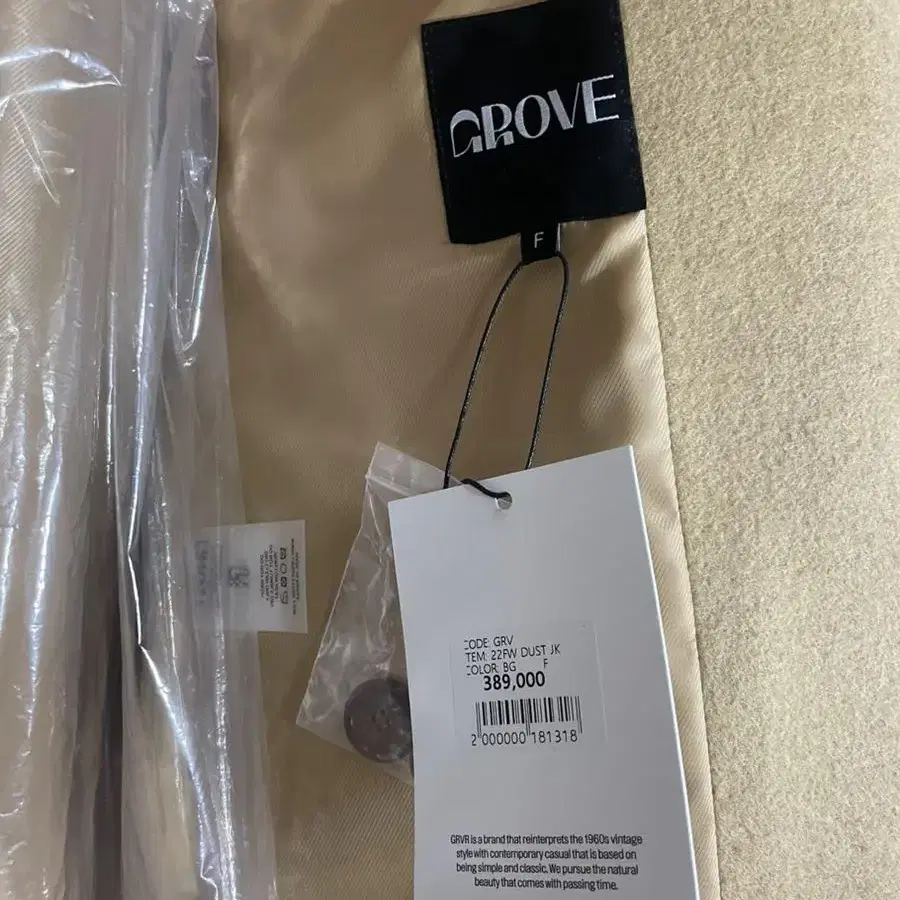 GROVE
F
CODE: GRV
ITEM: 22FW DUST JK
COLOR: BG F
389,000
2 000000 181318
GRVR is a brand that reinterprets the 1960s vintage
style with contemporary casual that is based on
being simple and classic. We pursue the natural
beauty that comes with passing time.